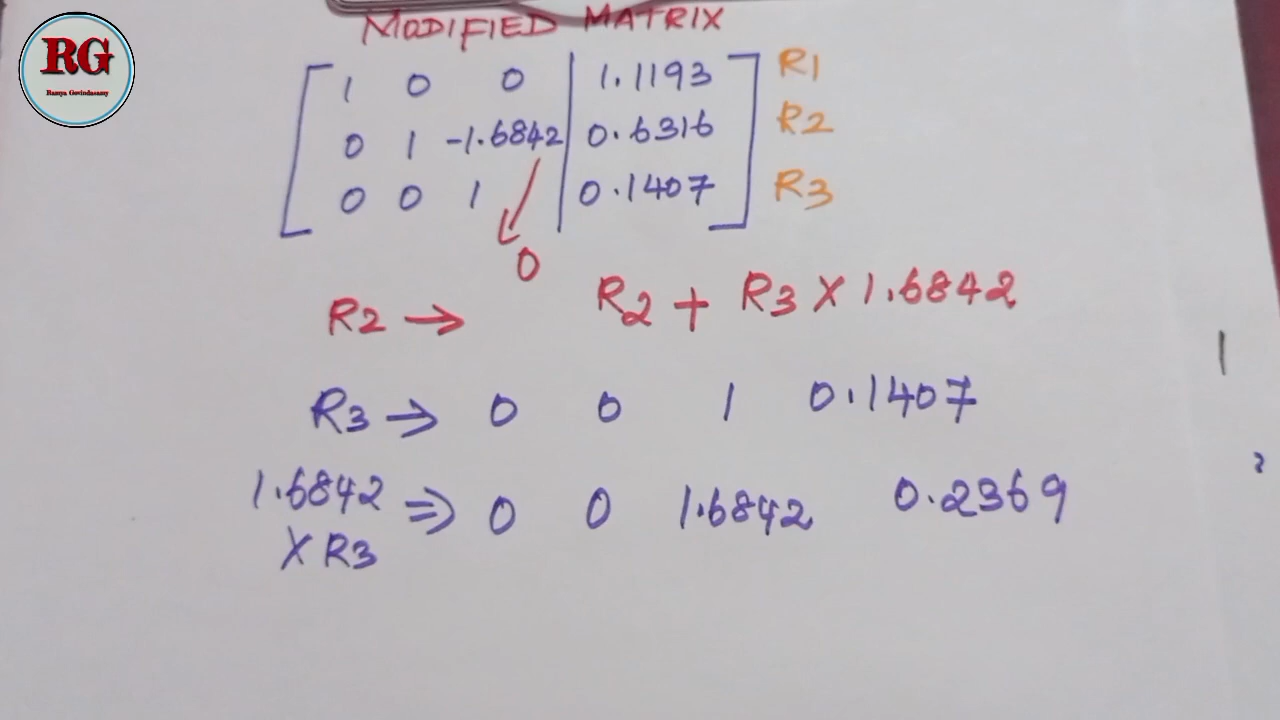 RG
Ramya Govindasamy
MODIFIED MATRIX
1 0 0 | 1.1193 R1
0 1 -1.6842 | 0.6316 R2
0 0 1 | 0.1407 R3
0
R2 → R2 + R3 X 1.6842
R3 → 0 0 1 0.1407
1.6842 ⇒ 0 0 1.6842 0.2369
X R3